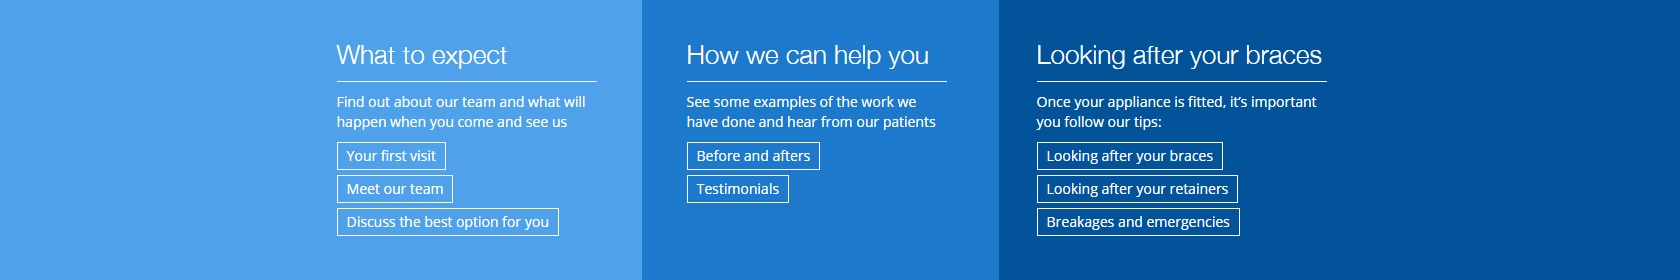 What to expect
Find out about our team and what will
happen when you come and see us
Your first visit
Meet our team
Discuss the best option for you
How we can help you
See some examples of the work we
have done and hear from our patients
Before and afters
Testimonials
Looking after your braces
Once your appliance is fitted, it’s important
you follow our tips:
Looking after your braces
Looking after your retainers
Breakages and emergencies